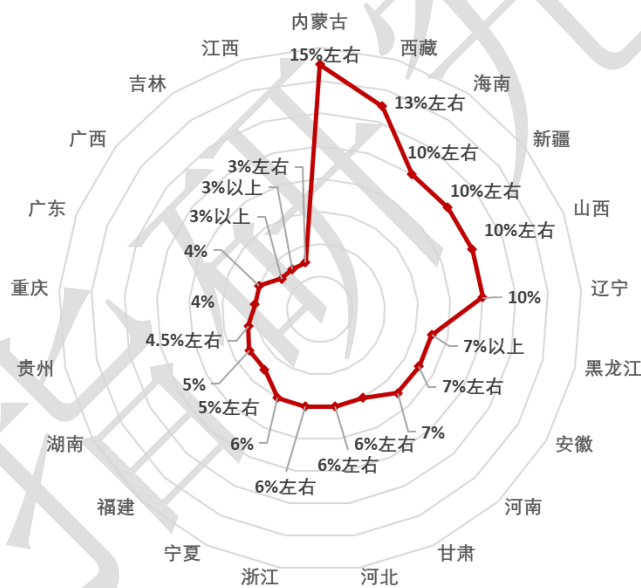 内蒙古
15%左右
江西
西藏
吉林
海南
13%左右
广西
新疆
10%左右
3%左右
3%以上
10%左右
广东
山西
3%以上
10%左右
4%
重庆
辽宁
4%
10%
4.5%左右
7%以上
贵州
黑龙江
5%
7%左右
5%左右
7%
湖南
安徽
6%
6%左右
6%左右
6%左右
福建
河南
宁夏
甘肃
浙江
河北